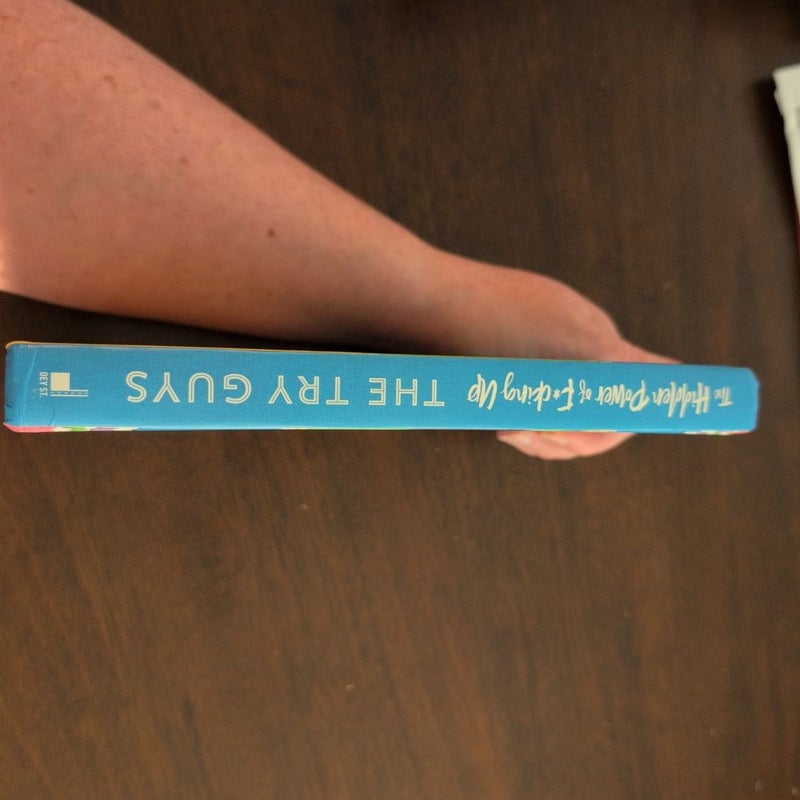 The Hidden Power of F*cking Up
THE TRY GUYS
DEY ST.